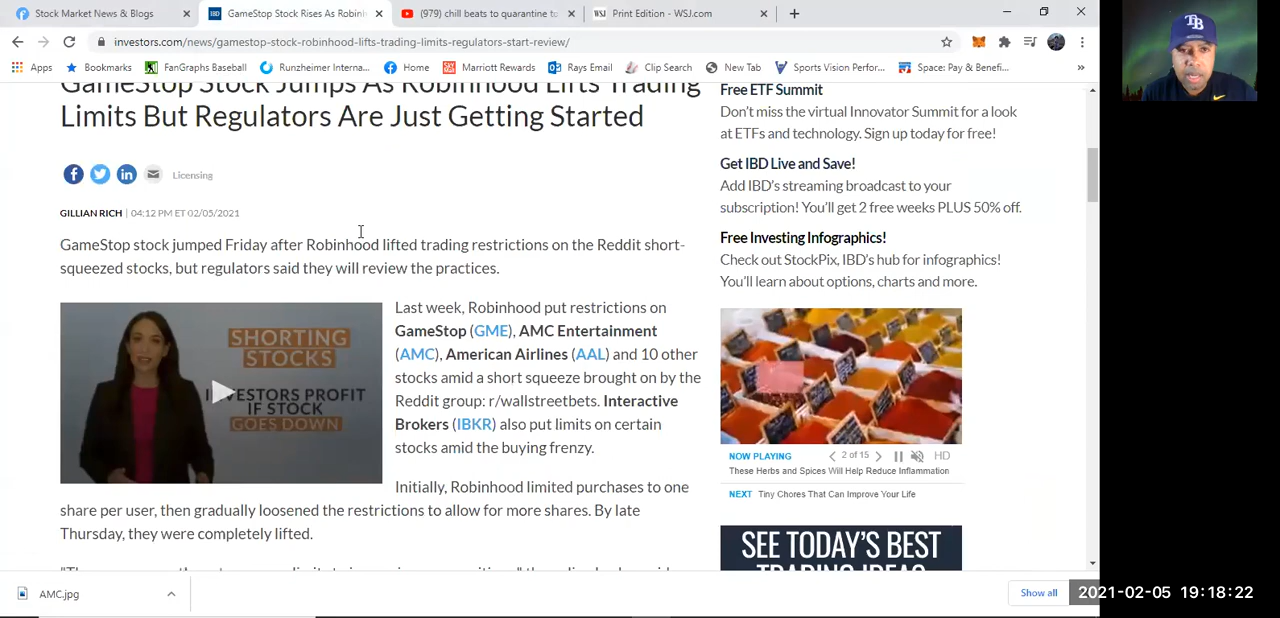 Stock Market News & Blogs
GameStop Stock Rises As Robinh
(979) chill beats to quarantine to
WSJ Print Edition - WSJ.com
investors.com/news/gamestop-stock-robinhood-lifts-trading-limits-regulators-start-review/
Apps Bookmarks FanGraphs Baseball Runzheimer Interna... Home Marriott Rewards Rays Email Clip Search New Tab Sports Vision Perfor... Space: Pay & Benefi...
GameStop Stock Jumps As Robinhood Lifts Trading
Limits But Regulators Are Just Getting Started
Licensing
GILLIAN RICH | 04:12 PM ET 02/05/2021
GameStop stock jumped Friday after Robinhood lifted trading restrictions on the Reddit short-
squeezed stocks, but regulators said they will review the practices.
SHORTING
STOCKS
INVESTORS PROFIT
IF STOCK
GOES DOWN
Last week, Robinhood put restrictions on
GameStop (GME), AMC Entertainment
(AMC), American Airlines (AAL) and 10 other
stocks amid a short squeeze brought on by the
Reddit group: r/wallstreetbets. Interactive
Brokers (IBKR) also put limits on certain
stocks amid the buying frenzy.
Initially, Robinhood limited purchases to one
share per user, then gradually loosened the restrictions to allow for more shares. By late
Thursday, they were completely lifted.
Free ETF Summit
Don't miss the virtual Innovator Summit for a look
at ETFs and technology. Sign up today for free!
Get IBD Live and Save!
Add IBD's streaming broadcast to your
subscription! You'll get 2 free weeks PLUS 50% off.
Free Investing Infographics!
Check out StockPix, IBD's hub for infographics!
You'll learn about options, charts and more.
NOW PLAYING 2 of 15 HD
These Herbs and Spices Will Help Reduce Inflammation
NEXT Tiny Chores That Can Improve Your Life
SEE TODAY'S BEST
TRADING IDEAS
AMC.jpg
Show all
2021-02-05 19:18:22
TB